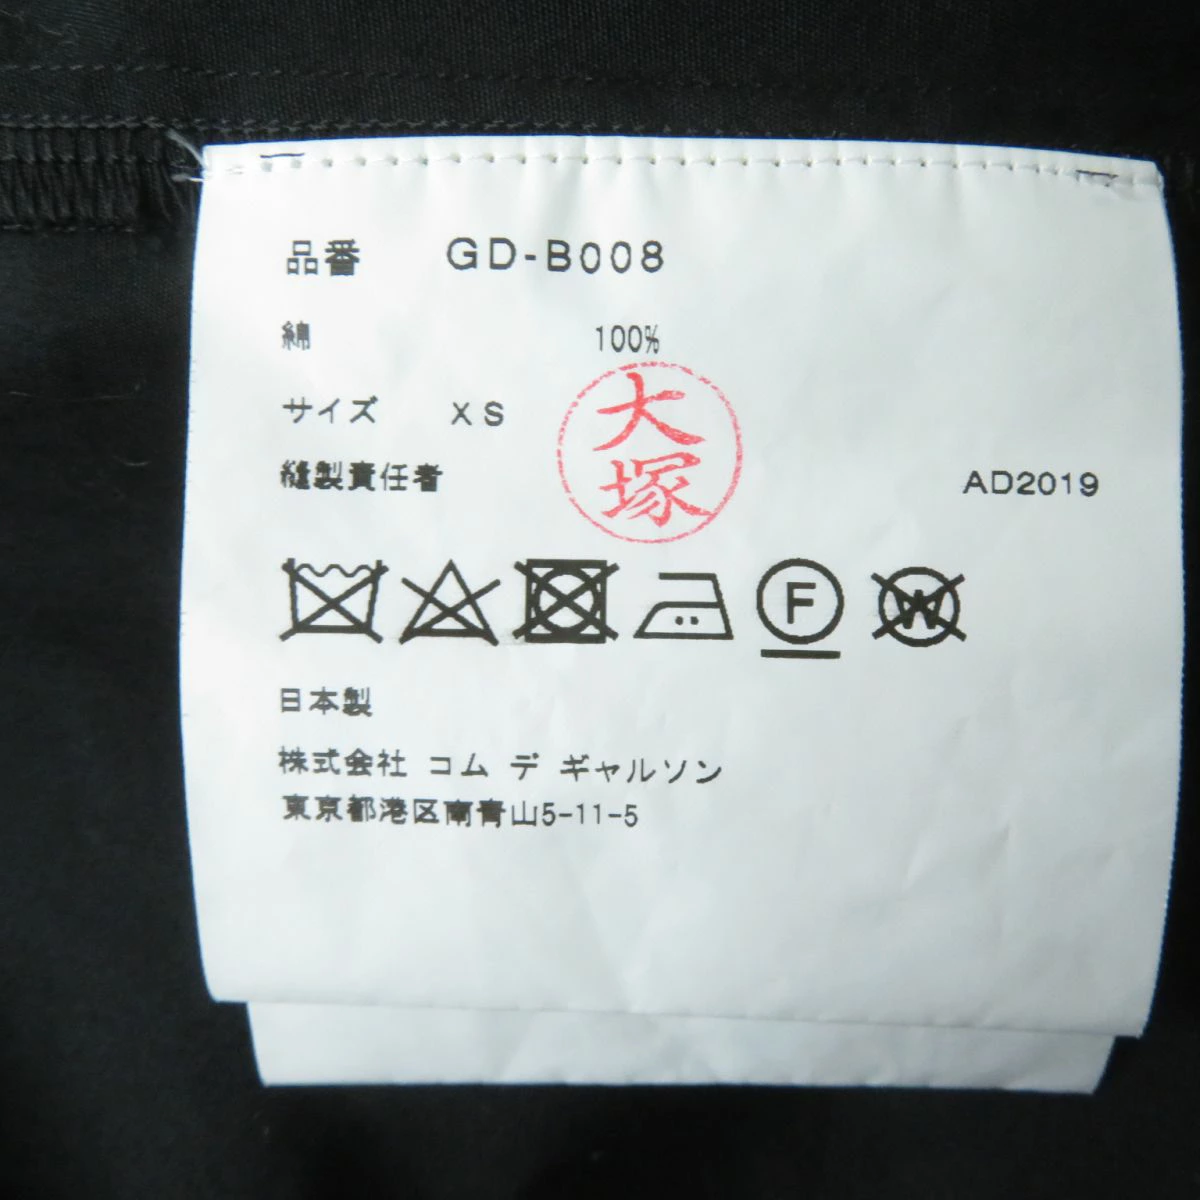 品番 GD-B008
綿 100%
サイズ XS
縫製責任者 大塚 AD2019
F W
日本製
株式会社 コム デ ギャルソン
東京都港区南青山5-11-5